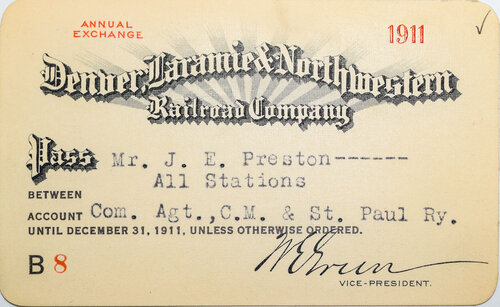 ANNUAL
EXCHANGE
1911
Denver, Laramie & Northwestern
Railroad Company
Pass Mr. J. E. Preston----
All Stations
BETWEEN
ACCOUNT Com. Agt.,C.M. & St. Paul Ry.
UNTIL DECEMBER 31, 1911, UNLESS OTHERWISE ORDERED.
B 8
VICE-PRESIDENT.